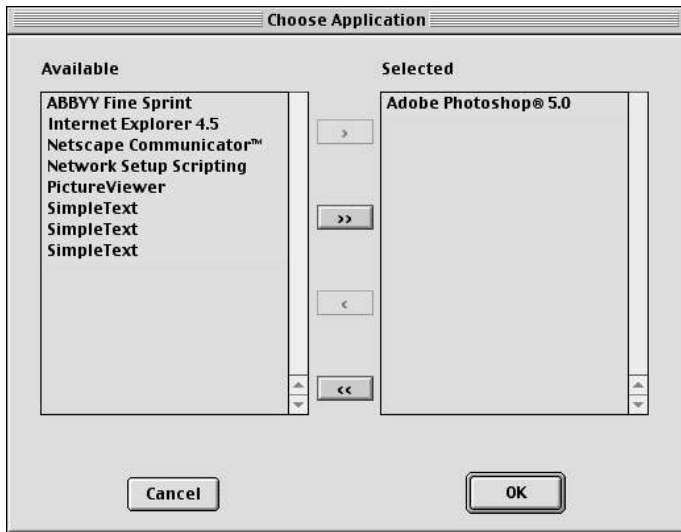 Choose Application
Available
Selected
ABBYY Fine Sprint
Internet Explorer 4.5
Netscape Communicator™
Network Setup Scripting
PictureViewer
SimpleText
SimpleText
SimpleText
>
>>
<
<<
Adobe Photoshop® 5.0
Cancel
OK